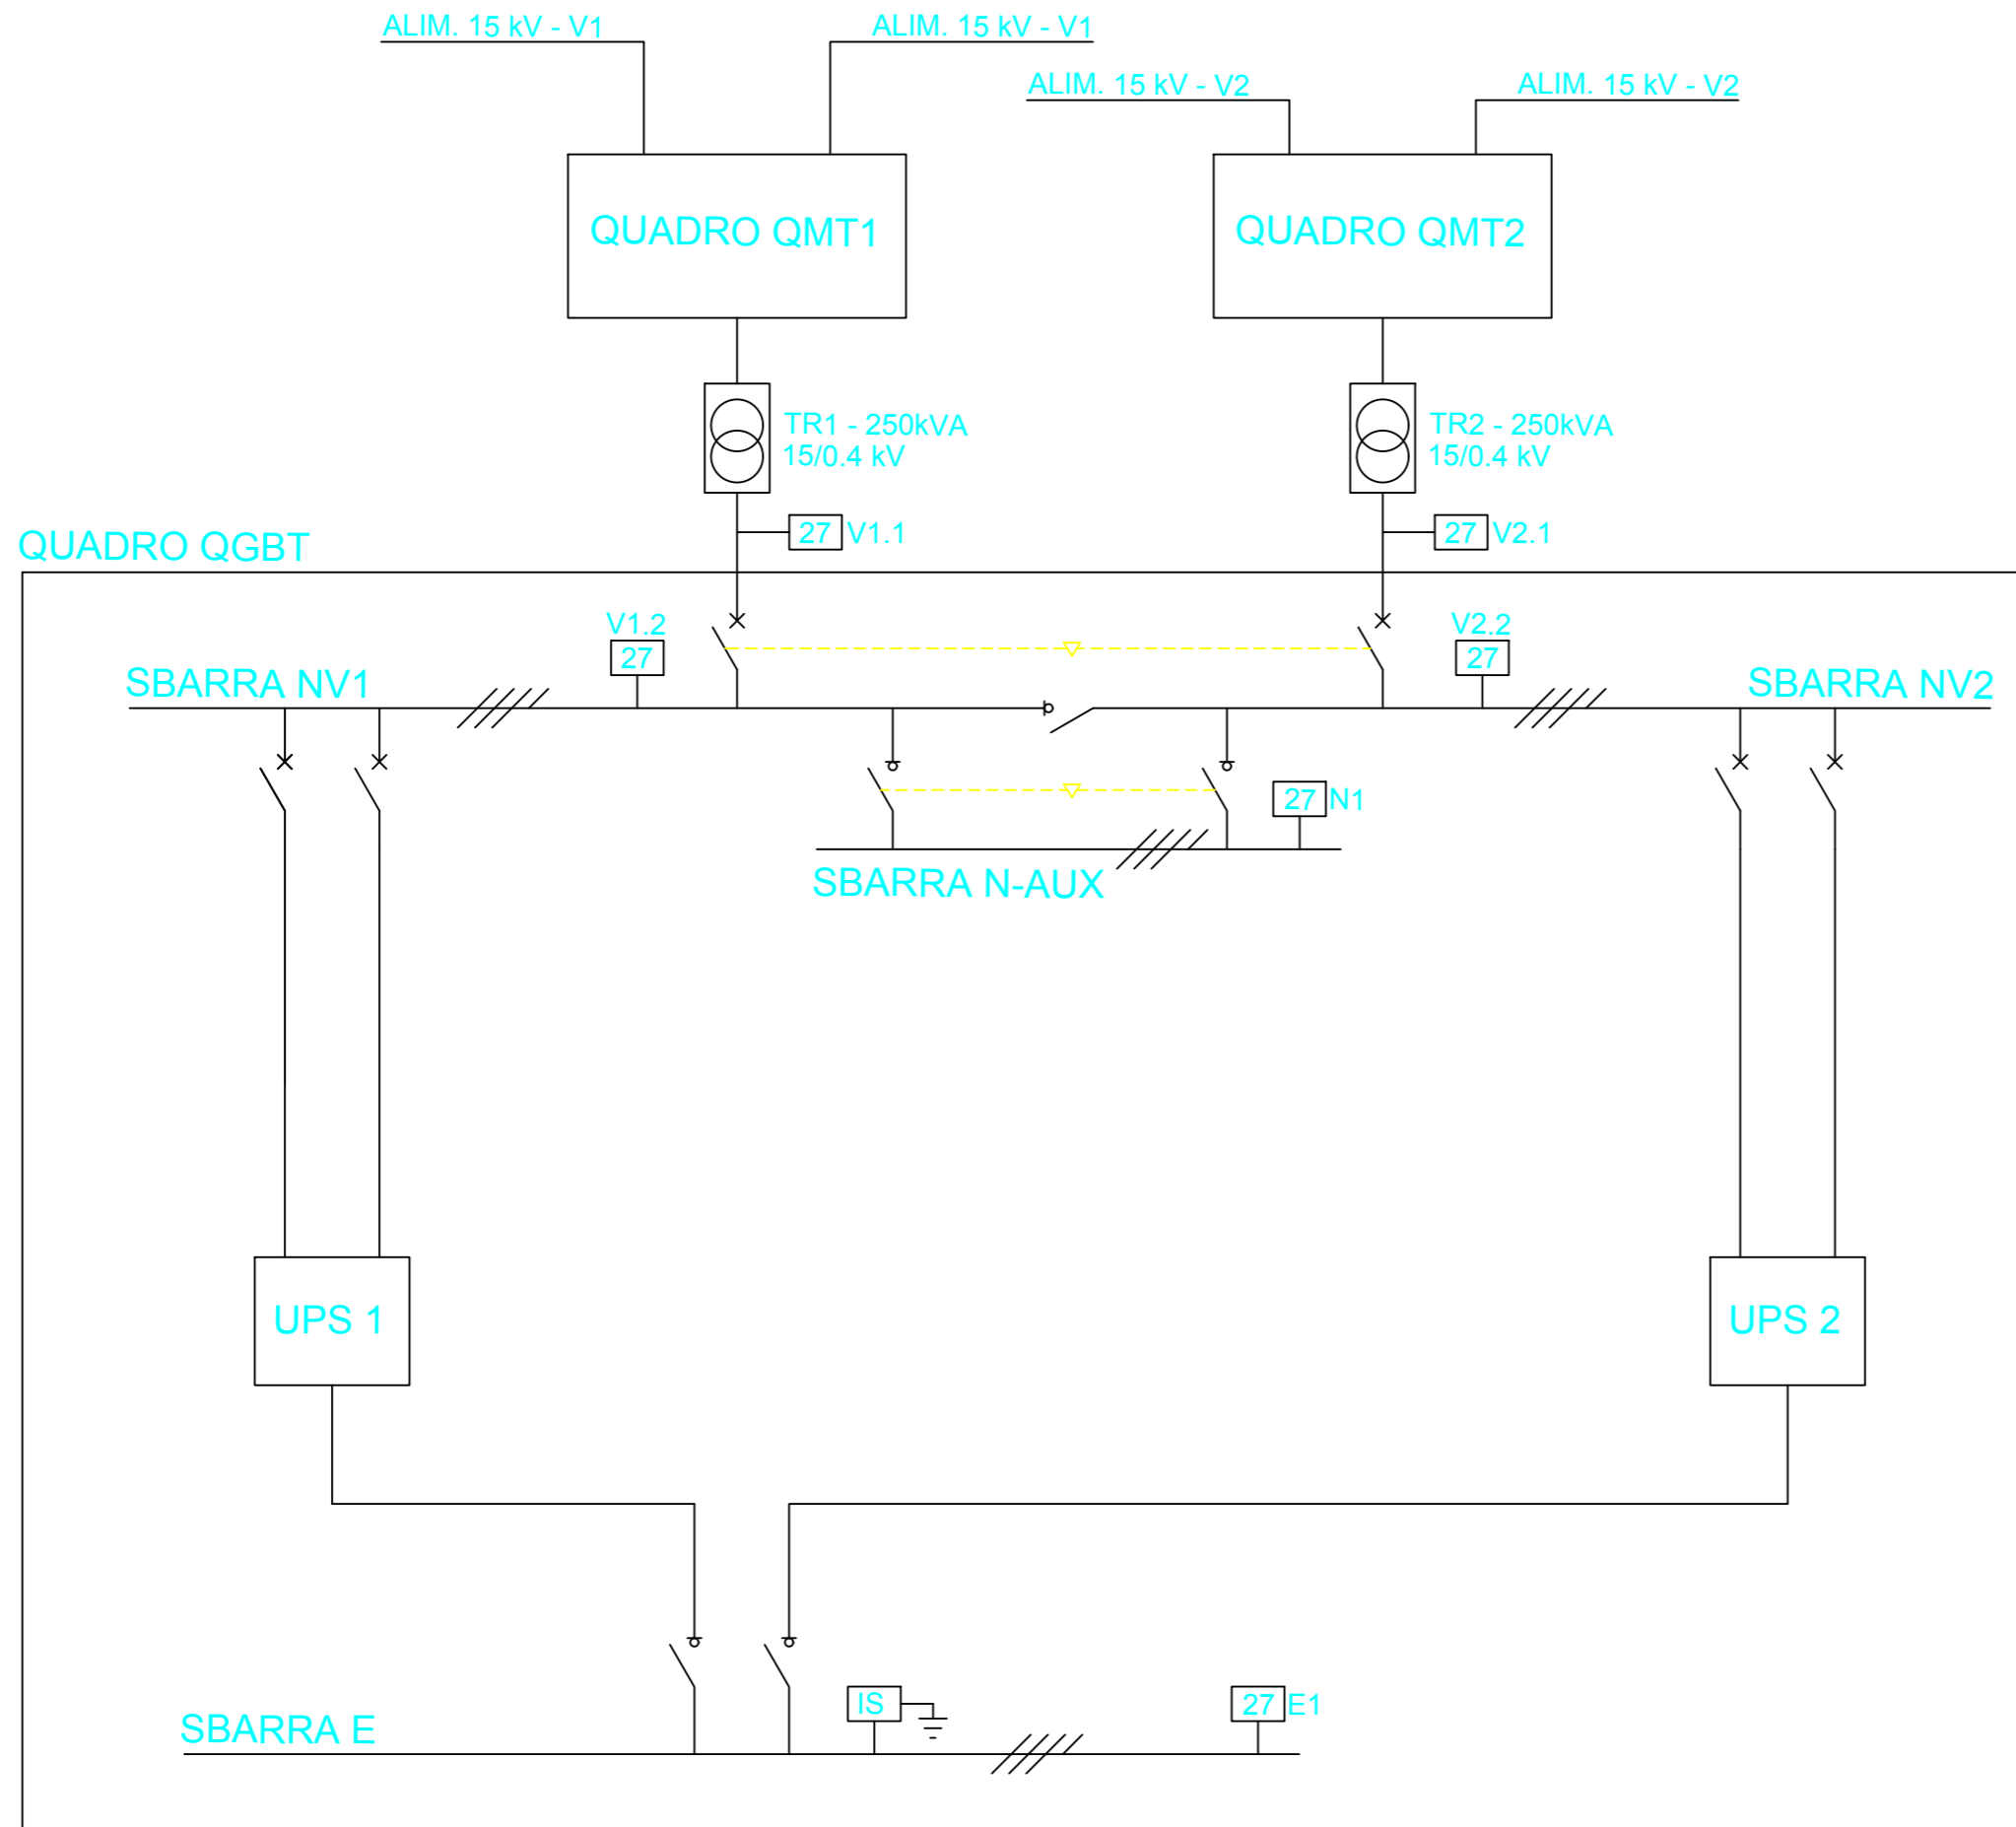 ALIM. 15 kV - V1
ALIM. 15 kV - V1
ALIM. 15 kV - V2
ALIM. 15 kV - V2
QUADRO QMT1
QUADRO QMT2
TR1 - 250kVA
15/0.4 kV
TR2 - 250kVA
15/0.4 kV
27 V1.1
27 V2.1
QUADRO QGBT
V1.2
27
V2.2
27
SBARRA NV1
SBARRA NV2
27 N1
SBARRA N-AUX
UPS 1
UPS 2
IS
27 E1
SBARRA E